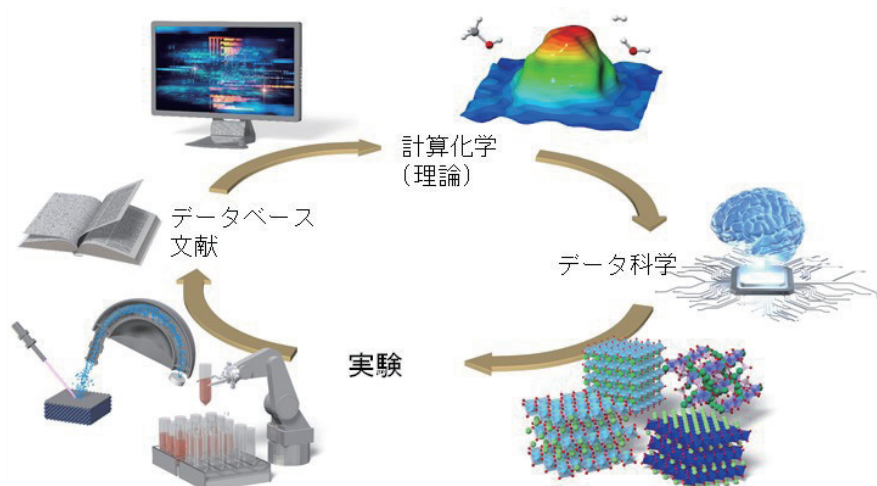 計算化学
（理論）
データベース
文献
データ科学
実験